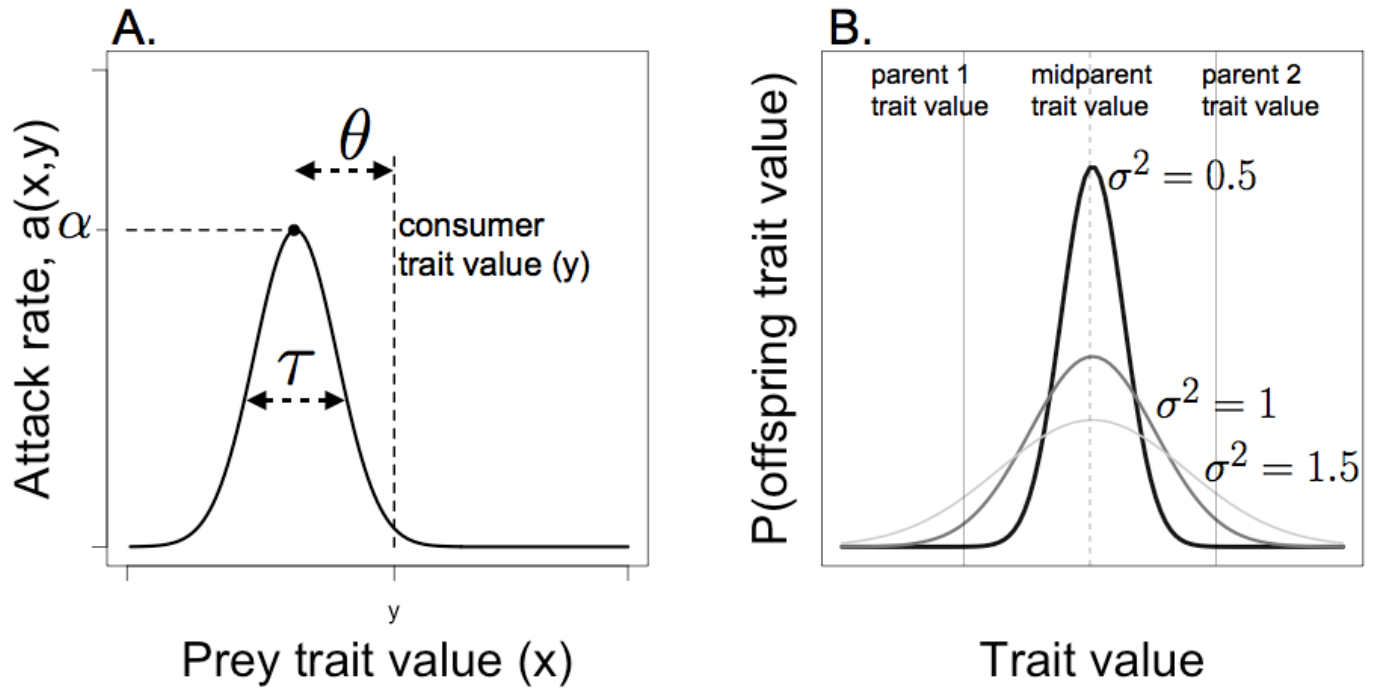 A.
Attack rate, a(x,y)
α
θ
consumer
trait value (y)
τ
y
Prey trait value (x)
B.
P(offspring trait value)
parent 1
trait value
midparent
trait value
parent 2
trait value
σ² = 0.5
σ² = 1
σ² = 1.5
Trait value